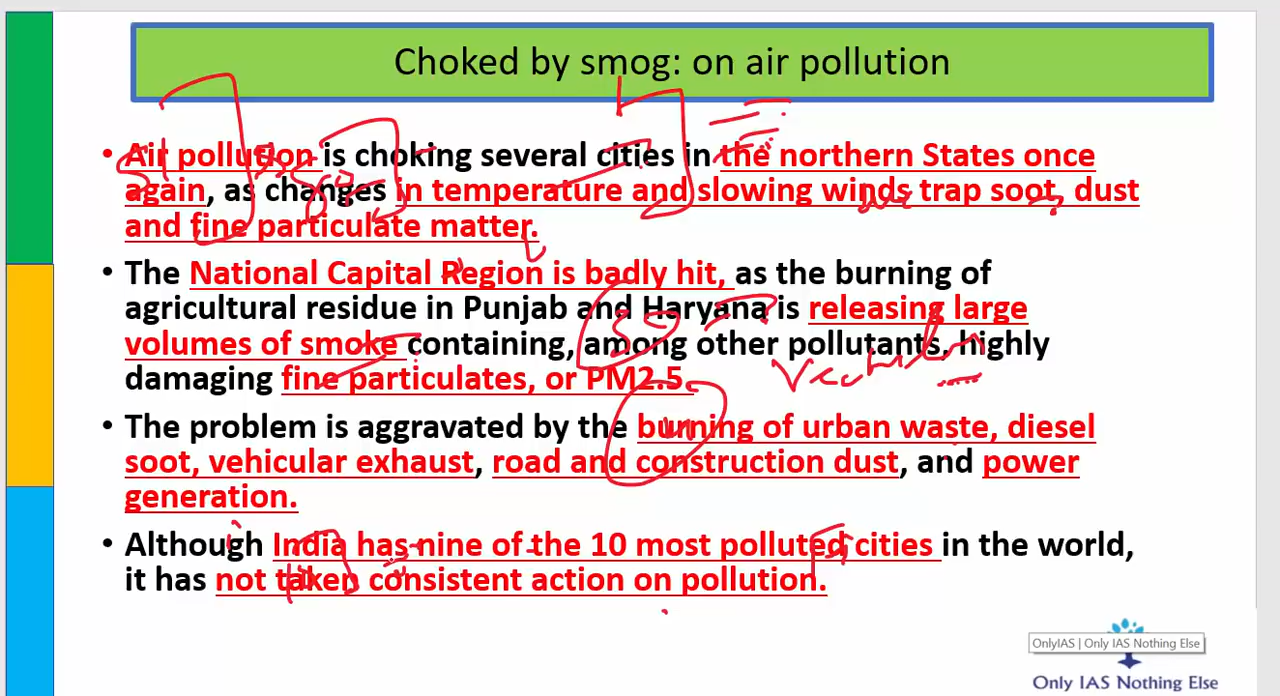 Choked by smog: on air pollution
• Air pollution is choking several cities in the northern States once
again, as changes in temperature and slowing winds trap soot, dust
and fine particulate matter.
• The National Capital Region is badly hit, as the burning of
agricultural residue in Punjab and Haryana is releasing large
volumes of smoke containing, among other pollutants, highly
damaging fine particulates, or PM2.5.
• The problem is aggravated by the burning of urban waste, diesel
soot, vehicular exhaust, road and construction dust, and power
generation.
• Although India has nine of the 10 most polluted cities in the world,
it has not taken consistent action on pollution.
OnlyIAS | Only IAS Nothing Else
Only IAS Nothing Else